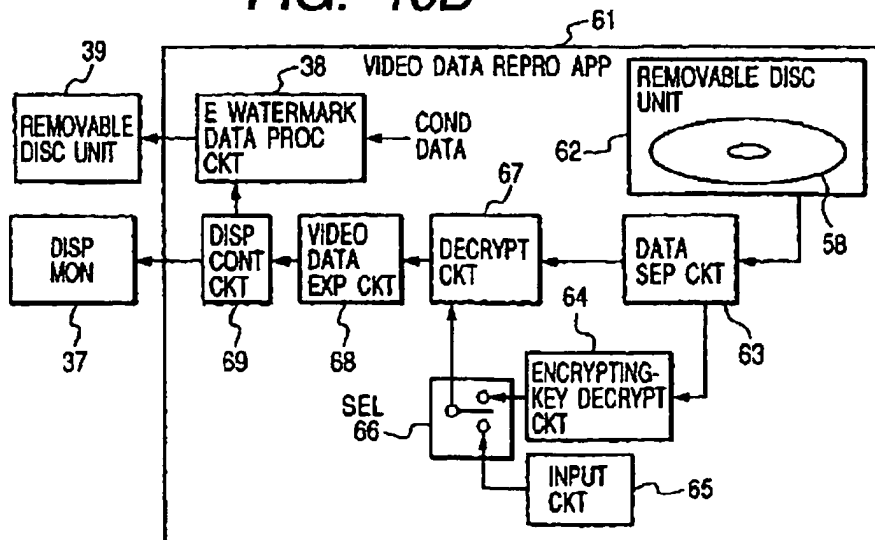 61
39
38
VIDEO DATA REPRO APP
REMOVABLE DISC
UNIT
REMOVABLE
DISC UNIT
E WATERMARK
DATA PROC
CKT
COND
DATA
62
67
58
DISP
MON
DISP
CONT
CKT
VIDEO
DATA
EXP CKT
DECRYPT
CKT
DATA
SEP CKT
64
37
69
68
63
ENCRYPTING-
KEY DECRYPT
CKT
SEL
66
INPUT
CKT
65